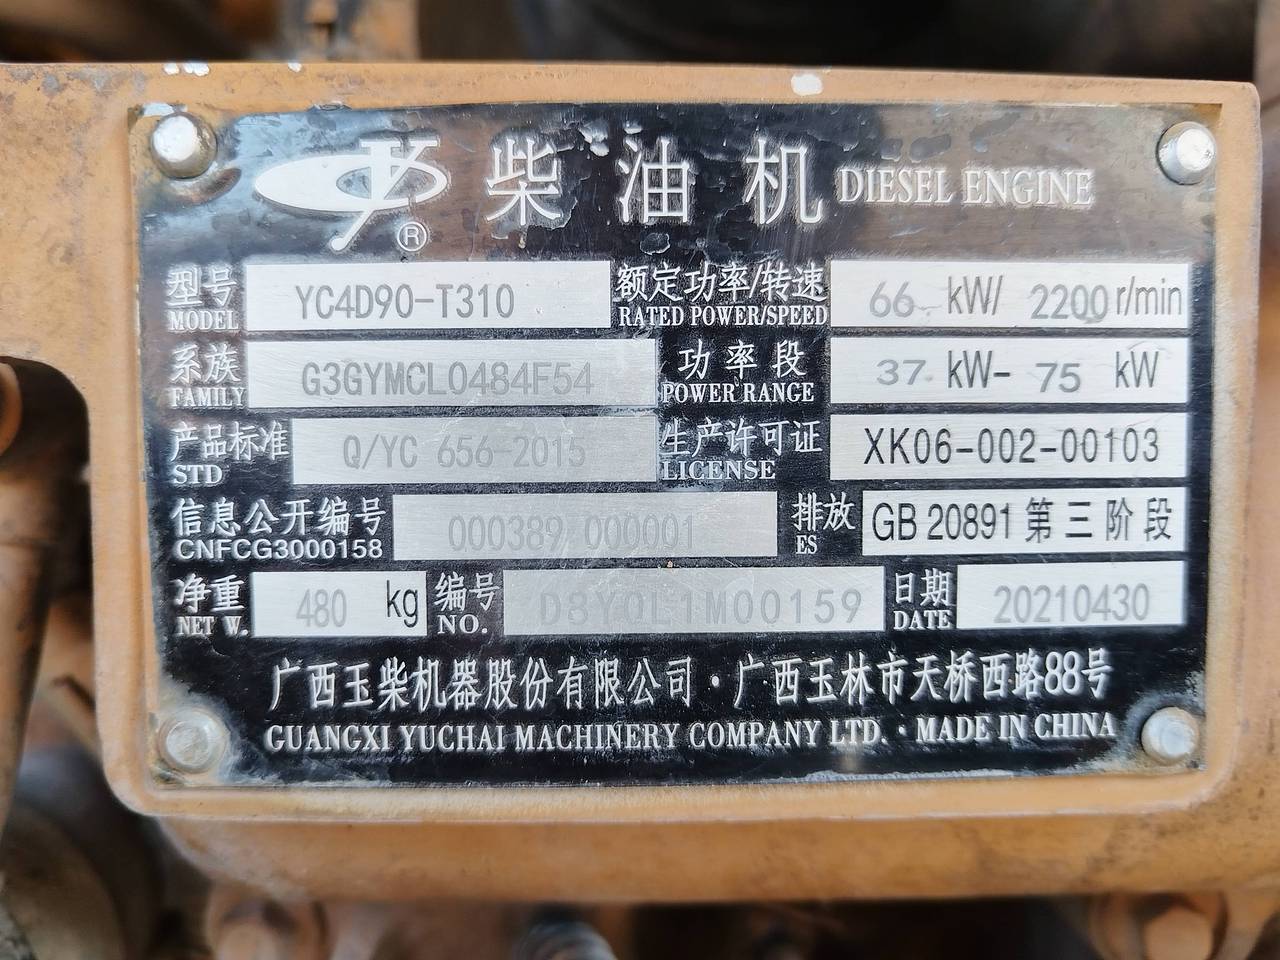 柴油机 DIESEL ENGINE
®
型号 MODEL YC4D90-T310 额定功率/转速 RATED POWER/SPEED 66 kW/ 2200 r/min
系族 FAMILY G3GYMCL0484F54 功率段 POWER RANGE 37 kW- 75 kW
产品标准 STD Q/YC 656-2015 生产许可证 LICENSE XK06-002-00103
信息公开编号 CNFCG3000158 000389 000001 排放 ES GB 20891 第三阶段
净重 NET W. 480 kg 编号 NO. 日期 DATE 20210430
广西玉柴机器股份有限公司·广西玉林市天桥西路88号
GUANGXI YUCHAI MACHINERY COMPANY LTD.·MADE IN CHINA